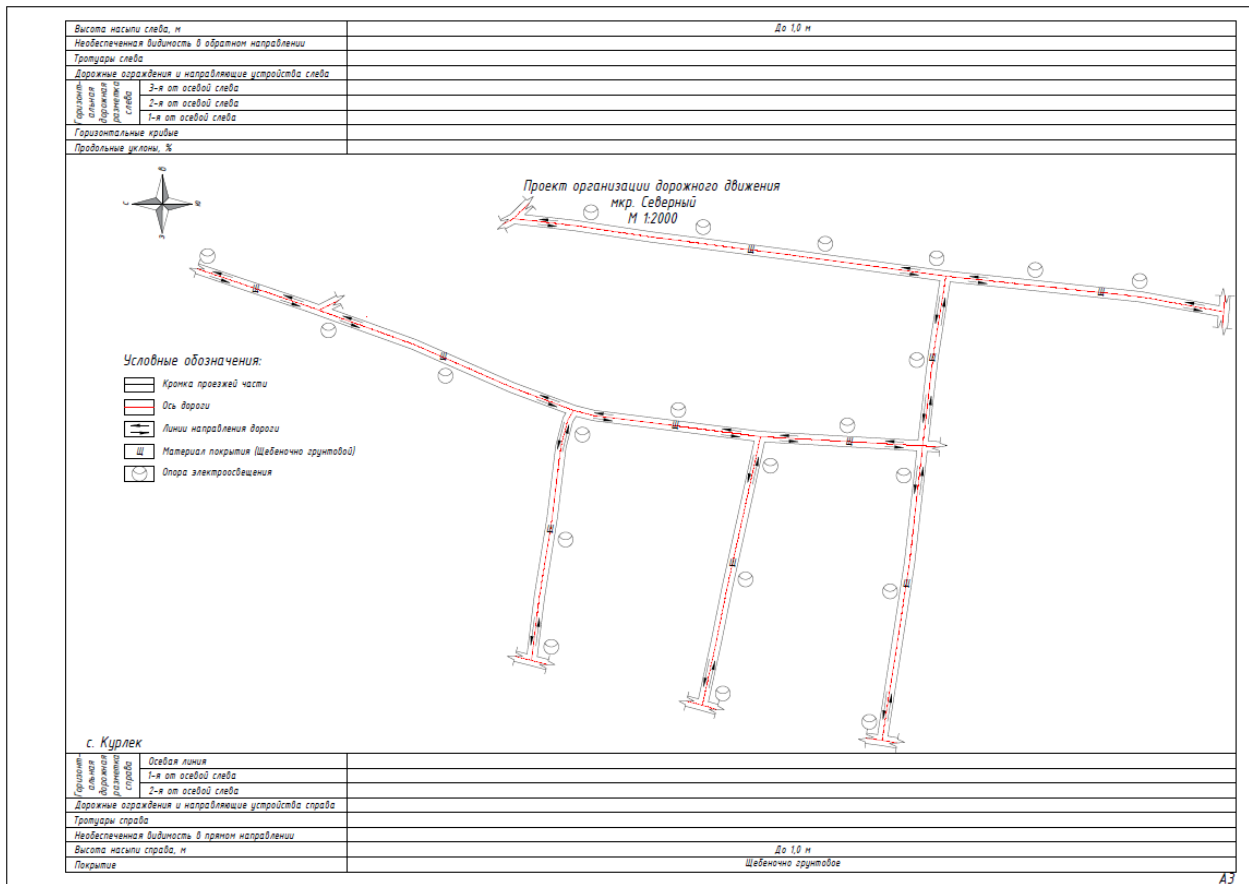 Высота насыпи слева, м
До 1,0 м
Необеспеченная видимость в обратном направлении
Тротуары слева
Дорожные ограждения и направляющие устройства слева
Горизонт-
альная
дорожная
разметка
слева
3-я от осевой слева
2-я от осевой слева
1-я от осевой слева
Горизонтальные кривые
Продольные уклоны, %
В
С
Ю
З
Проект организации дорожного движения
мкр. Северный
М 1:2000
Щ
Щ
Щ
Щ
Щ
Щ
Щ
Щ
Щ
Щ
Условные обозначения:
Кромка проезжей части
Ось дороги
Линии направления дороги
Щ Материал покрытия (Щебеночно грунтовой)
Опора электроосвещения
с. Курлек
Горизонт-
альная
дорожная
разметка
справа
Осевая линия
1-я от осевой слева
2-я от осевой слева
Дорожные ограждения и направляющие устройства справа
Тротуары справа
Необеспеченная видимость в прямом направлении
Высота насыпи справа, м
До 1,0 м
Покрытие
Щебеночно грунтовое
А3